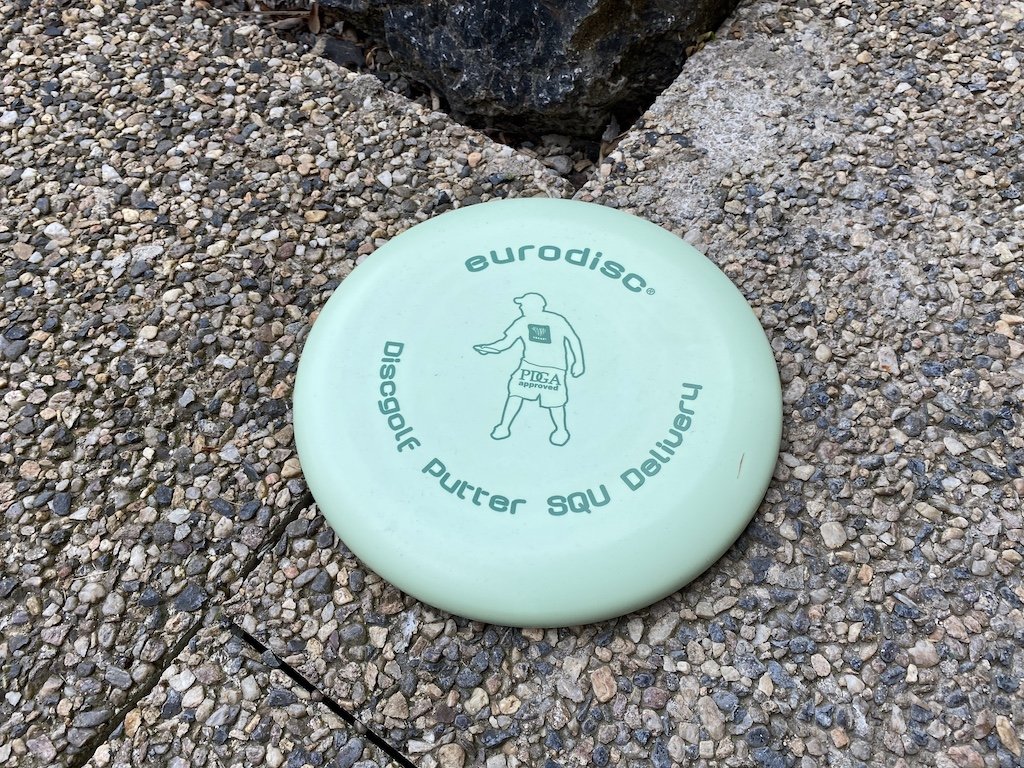 eurodisc®
PDGA
approved
Discgolf Putter SQU Delivery